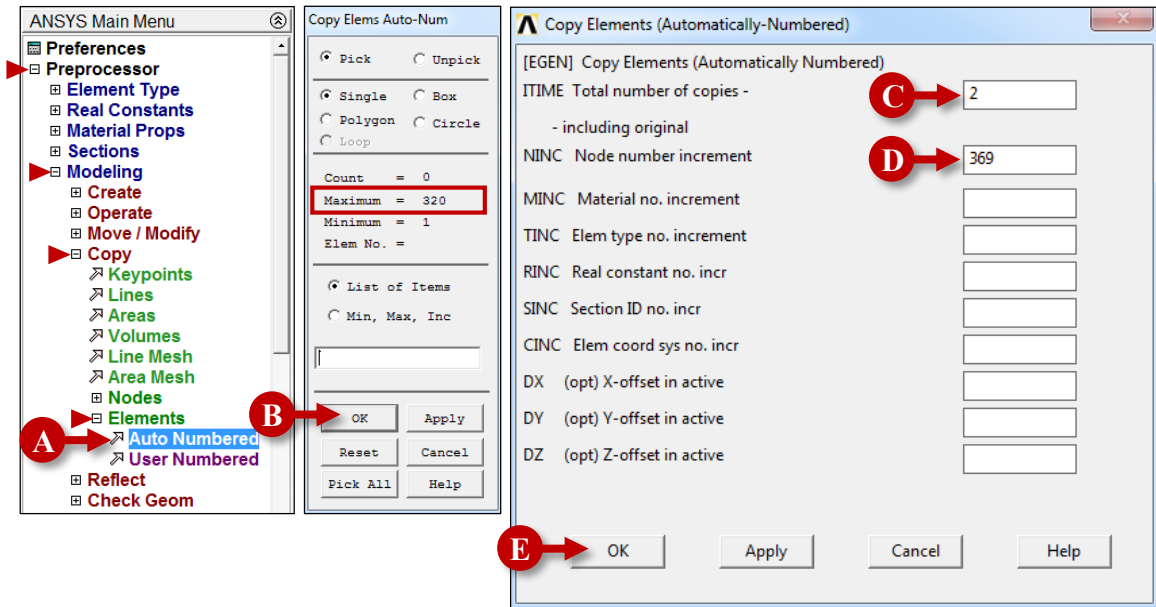 ANSYS Main Menu
Preferences
Preprocessor
Element Type
Real Constants
Material Props
Sections
Modeling
Create
Operate
Move / Modify
Copy
Keypoints
Lines
Areas
Volumes
Line Mesh
Area Mesh
Nodes
Elements
A
Auto Numbered
User Numbered
Reflect
Check Geom
Copy Elems Auto-Num
Pick Unpick
Single Box
Polygon Circle
Loop
Count = 0
Maximum = 320
Minimum = 1
Elem No. =
List of Items
Min, Max, Inc
B
OK Apply
Reset Cancel
Pick All Help
Copy Elements (Automatically-Numbered)
[EGEN] Copy Elements (Automatically Numbered)
ITIME Total number of copies - C 2
- including original
NINC Node number increment D 369
MINC Material no. increment
TINC Elem type no. increment
RINC Real constant no. incr
SINC Section ID no. incr
CINC Elem coord sys no. incr
DX (opt) X-offset in active
DY (opt) Y-offset in active
DZ (opt) Z-offset in active
E OK Apply Cancel Help